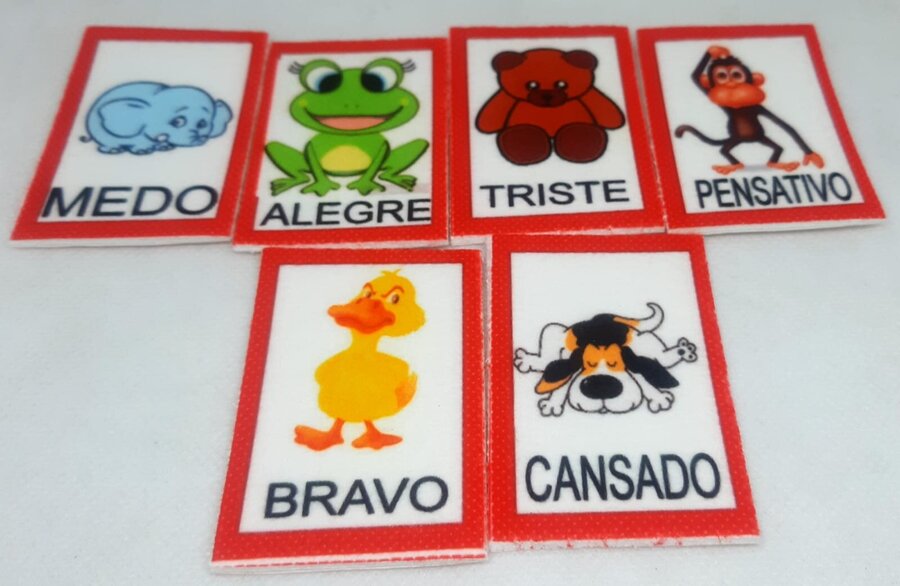 MEDO
ALEGRE
TRISTE
PENSATIVO
BRAVO
CANSADO